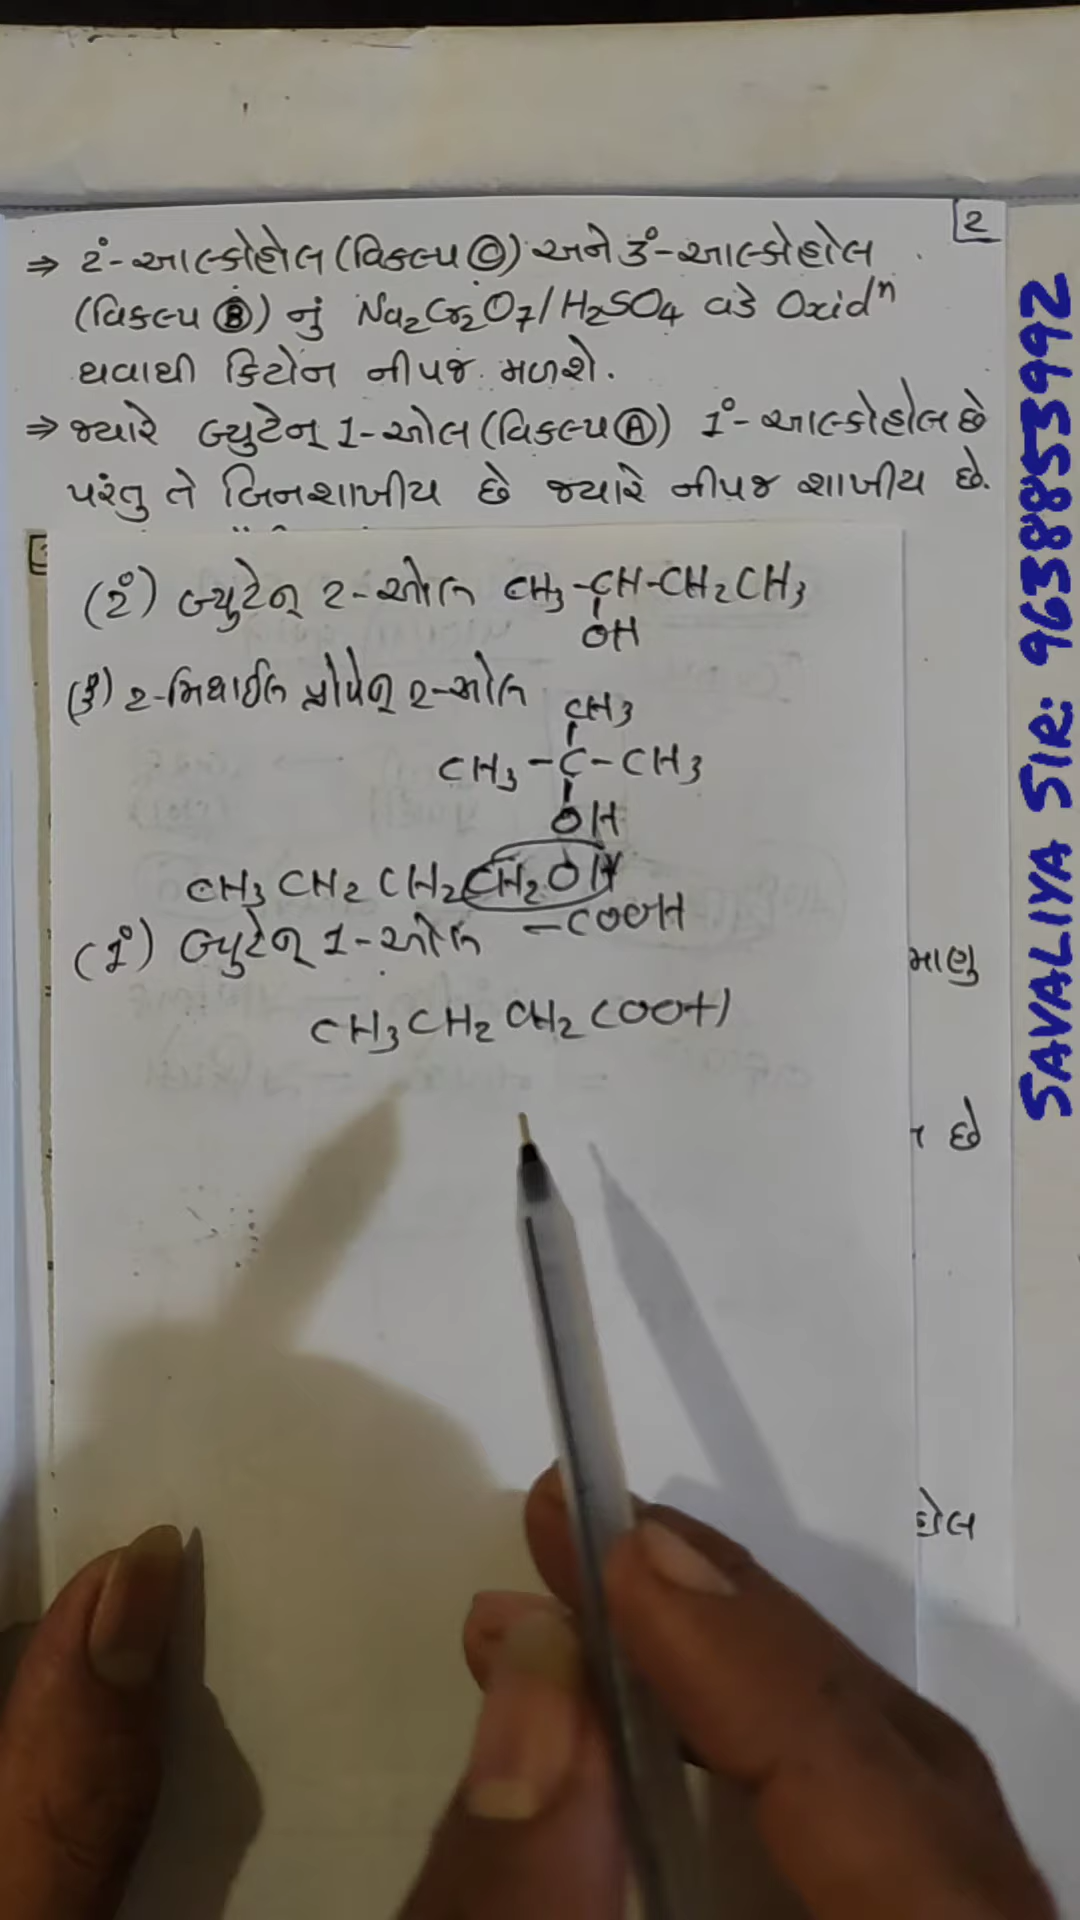 2
⇒ 2°-આલ્કોહોલ (વિકલ્પ Ⓒ) અને 3°-આલ્કોહોલ
(વિકલ્પ Ⓑ) નું Na₂Cr₂O₇/H₂SO₄ વડે Oxidⁿ
થવાથી કિટોન નીપજ મળશે.
⇒ જ્યારે બ્યુટેન્ 1-ઓલ (વિકલ્પ Ⓐ) 1°-આલ્કોહોલ છે
પરંતુ તે બિનશાખીય છે જ્યારે નીપજ શાખીય છે.
(2°) બ્યુટેન્ 2-ઓલ CH₃-CH-CH₂CH₃
OH
(3°) 2-મિથાઈલ પ્રોપેન્ 2-ઓલ
CH₃
CH₃-C-CH₃
OH
CH₃CH₂CH₂CH₂OH
-COOH
(1°) બ્યુટેન્ 1-ઓલ
CH₃CH₂CH₂COOH
માણુ
છે
હોલ
SAVALIYA SIR: 9638853992